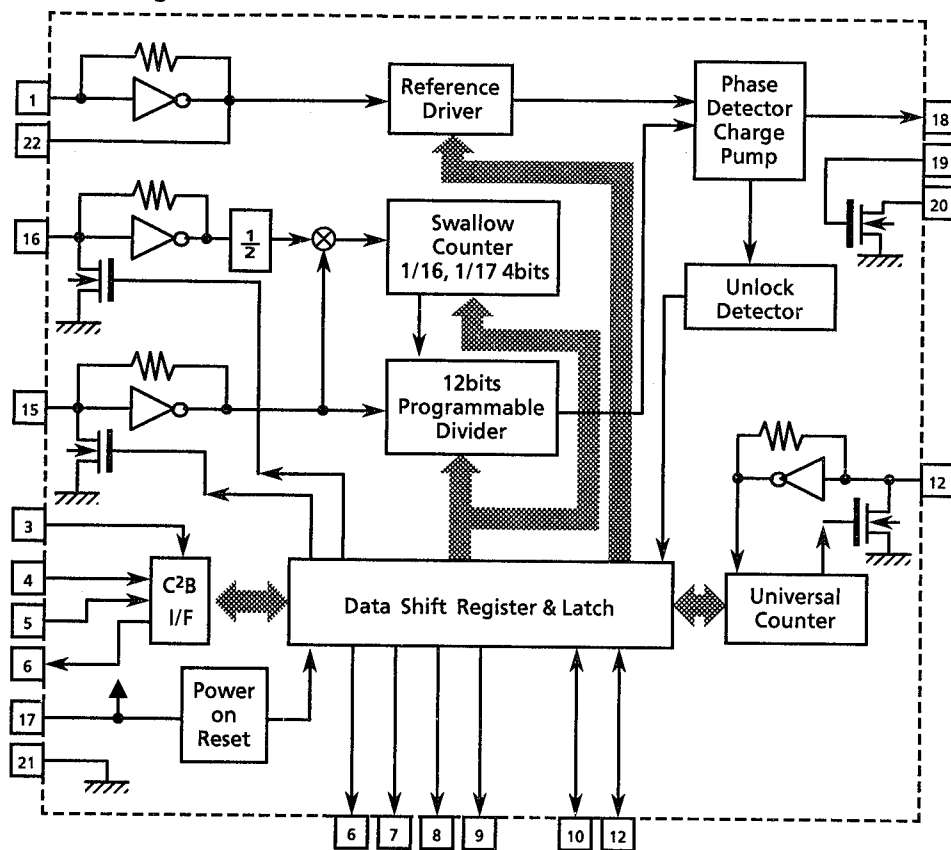 1
22
16
15
3
4
5
6
17
21
Reference
Driver
Phase
Detector
Charge
Pump
18
19
20
1/2
Swallow
Counter
1/16, 1/17 4bits
Unlock
Detector
12bits
Programmable
Divider
12
C²B
I/F
Data Shift Register & Latch
Universal
Counter
Power
on
Reset
6
7
8
9
10
12